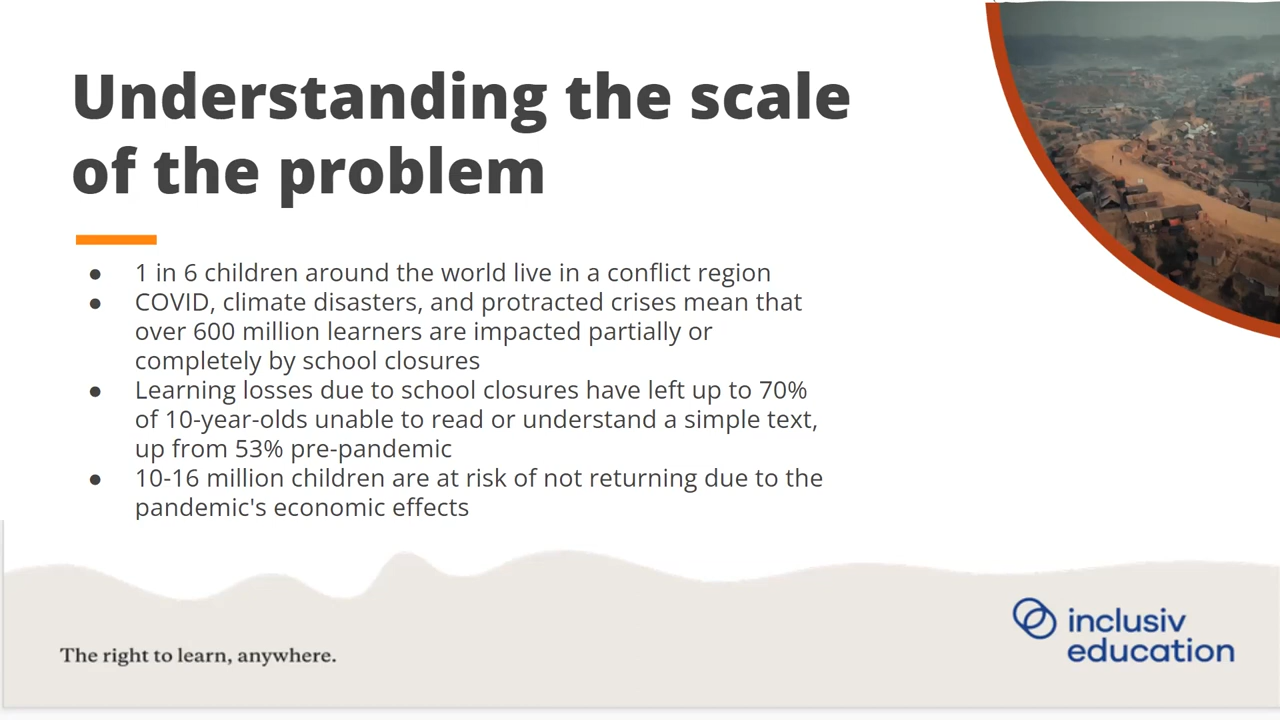 Understanding the scale
of the problem
● 1 in 6 children around the world live in a conflict region
● COVID, climate disasters, and protracted crises mean that
over 600 million learners are impacted partially or
completely by school closures
● Learning losses due to school closures have left up to 70%
of 10-year-olds unable to read or understand a simple text,
up from 53% pre-pandemic
● 10-16 million children are at risk of not returning due to the
pandemic's economic effects
The right to learn, anywhere.
inclusiv
education